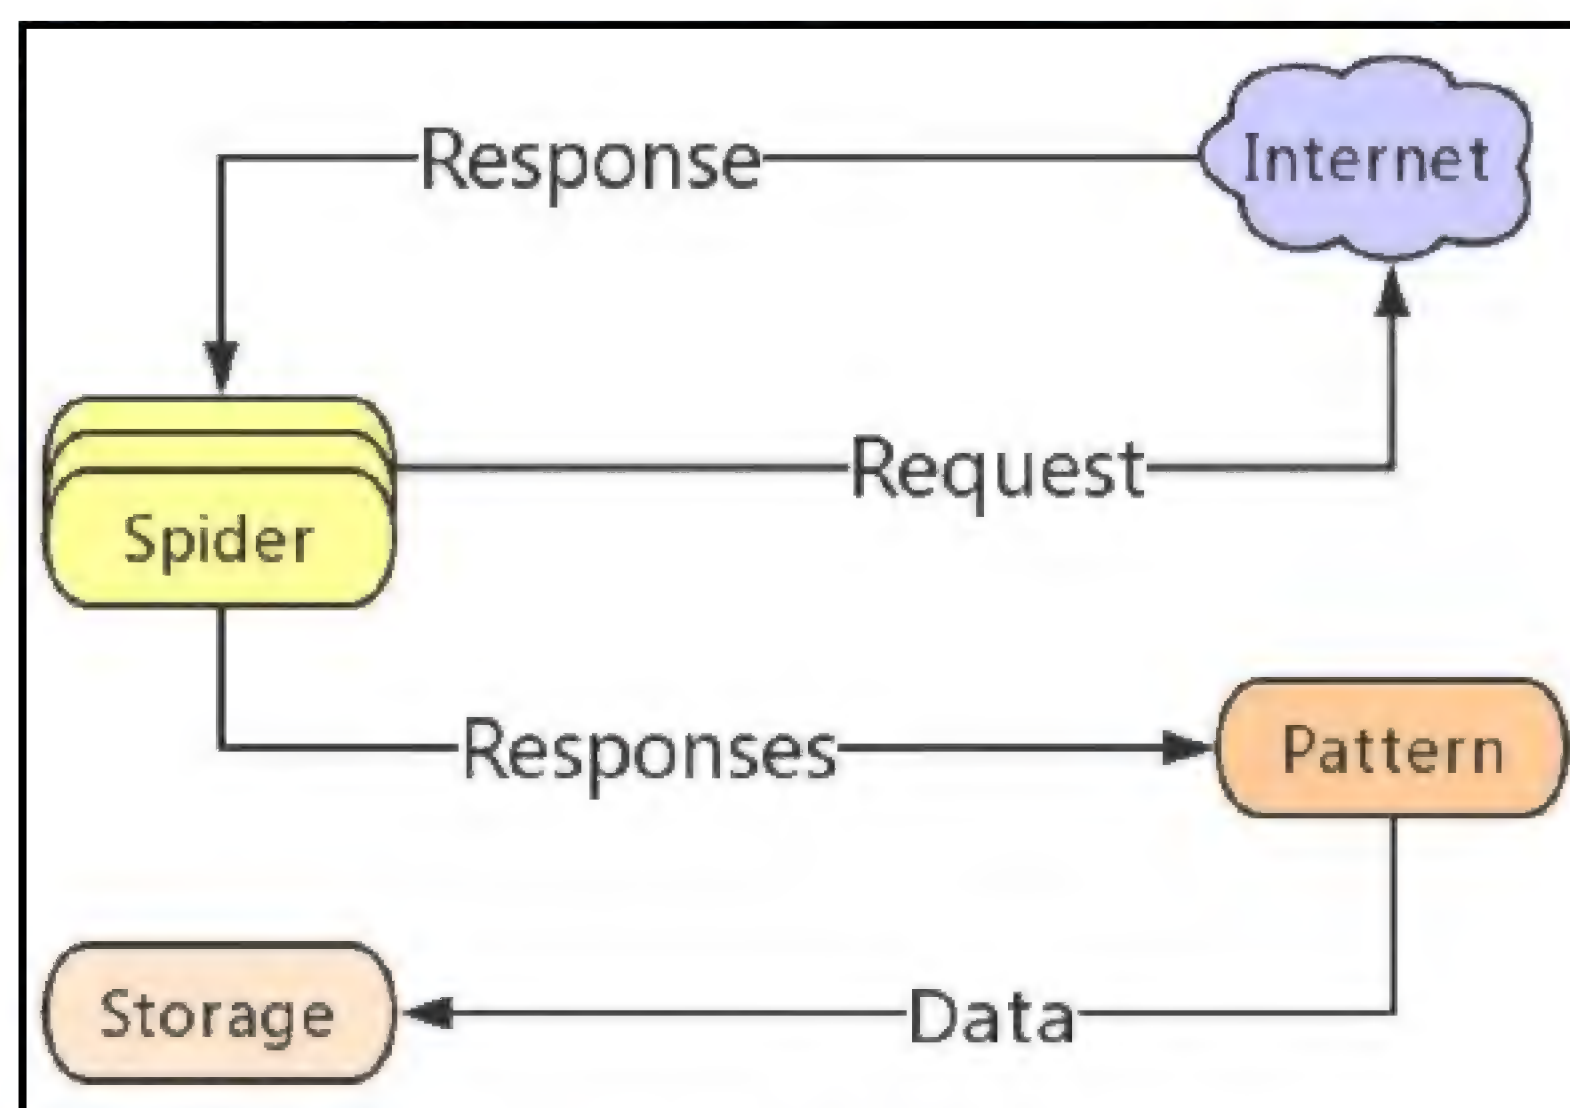 Response
Internet
Request
Spider
Responses
Pattern
Storage
Data